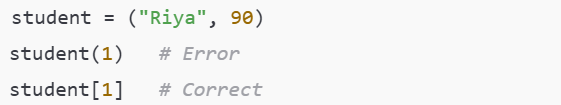 student = ("Riya", 90)
student(1)   # Error
student[1]   # Correct